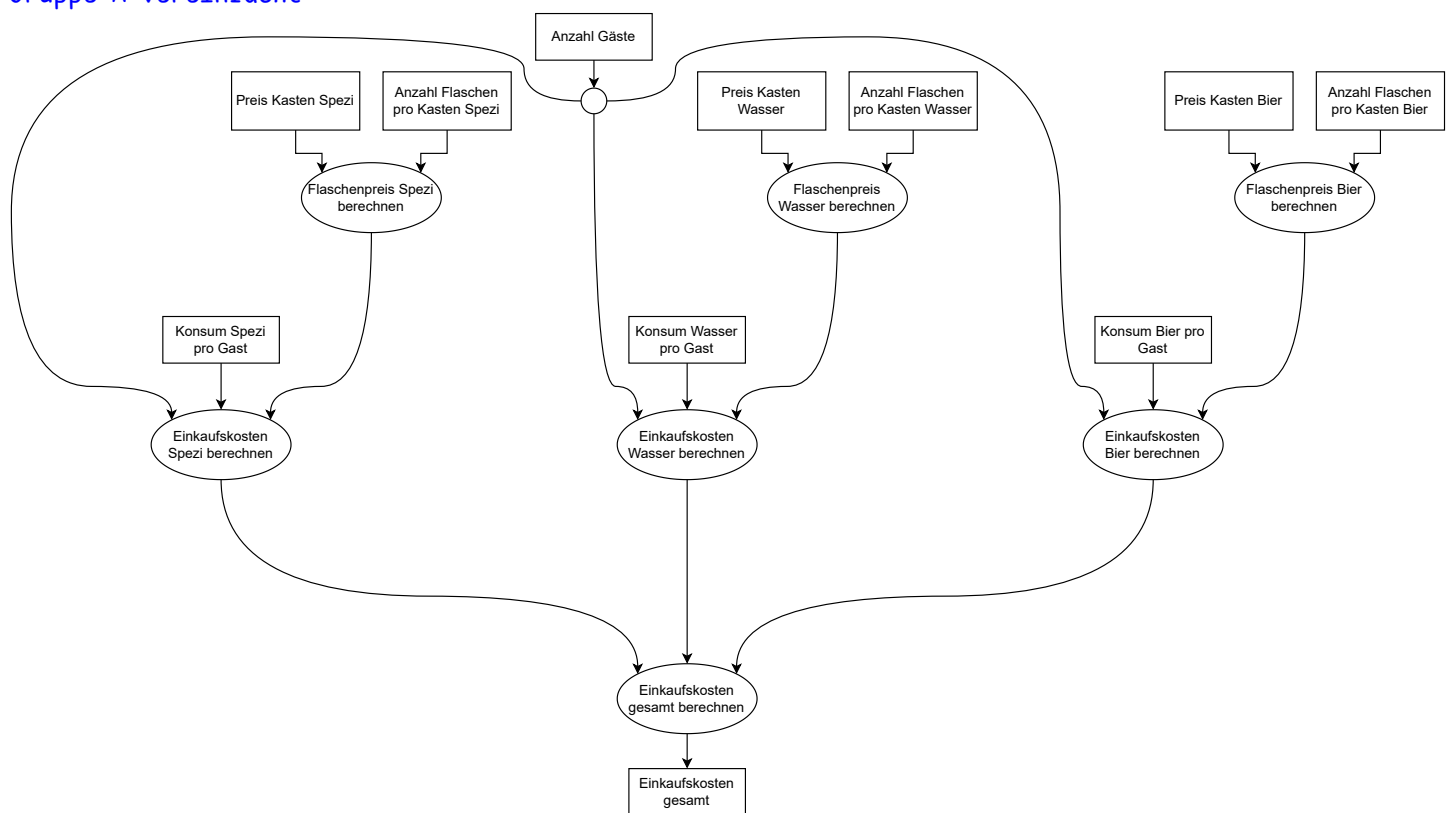 Anzahl Gäste
Preis Kasten Spezi
Anzahl Flaschen
pro Kasten Spezi
Preis Kasten
Wasser
Anzahl Flaschen
pro Kasten Wasser
Preis Kasten Bier
Anzahl Flaschen
pro Kasten Bier
Flaschenpreis Spezi
berechnen
Flaschenpreis
Wasser berechnen
Flaschenpreis Bier
berechnen
Konsum Spezi
pro Gast
Konsum Wasser
pro Gast
Konsum Bier pro
Gast
Einkaufskosten
Spezi berechnen
Einkaufskosten
Wasser berechnen
Einkaufskosten
Bier berechnen
Einkaufskosten
gesamt berechnen
Einkaufskosten
gesamt